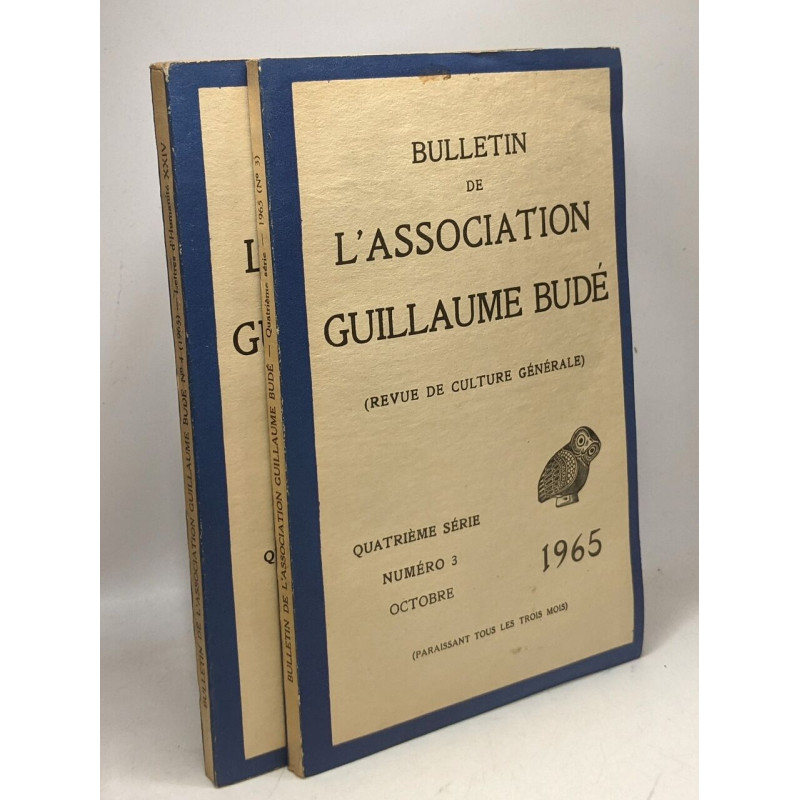 BULLETIN DE L'ASSOCIATION GUILLAUME BUDÉ Nº 4 (1965) — Lettres d'Humanité XXIV
L
GU
Q
BULLETIN DE L'ASSOCIATION GUILLAUME BUDÉ — Quatrième série — 1965 (Nº 3)
BULLETIN
DE
L'ASSOCIATION
GUILLAUME BUDÉ
(REVUE DE CULTURE GÉNÉRALE)
QUATRIÈME SÉRIE
NUMÉRO 3
OCTOBRE
1965
(PARAISSANT TOUS LES TROIS MOIS)